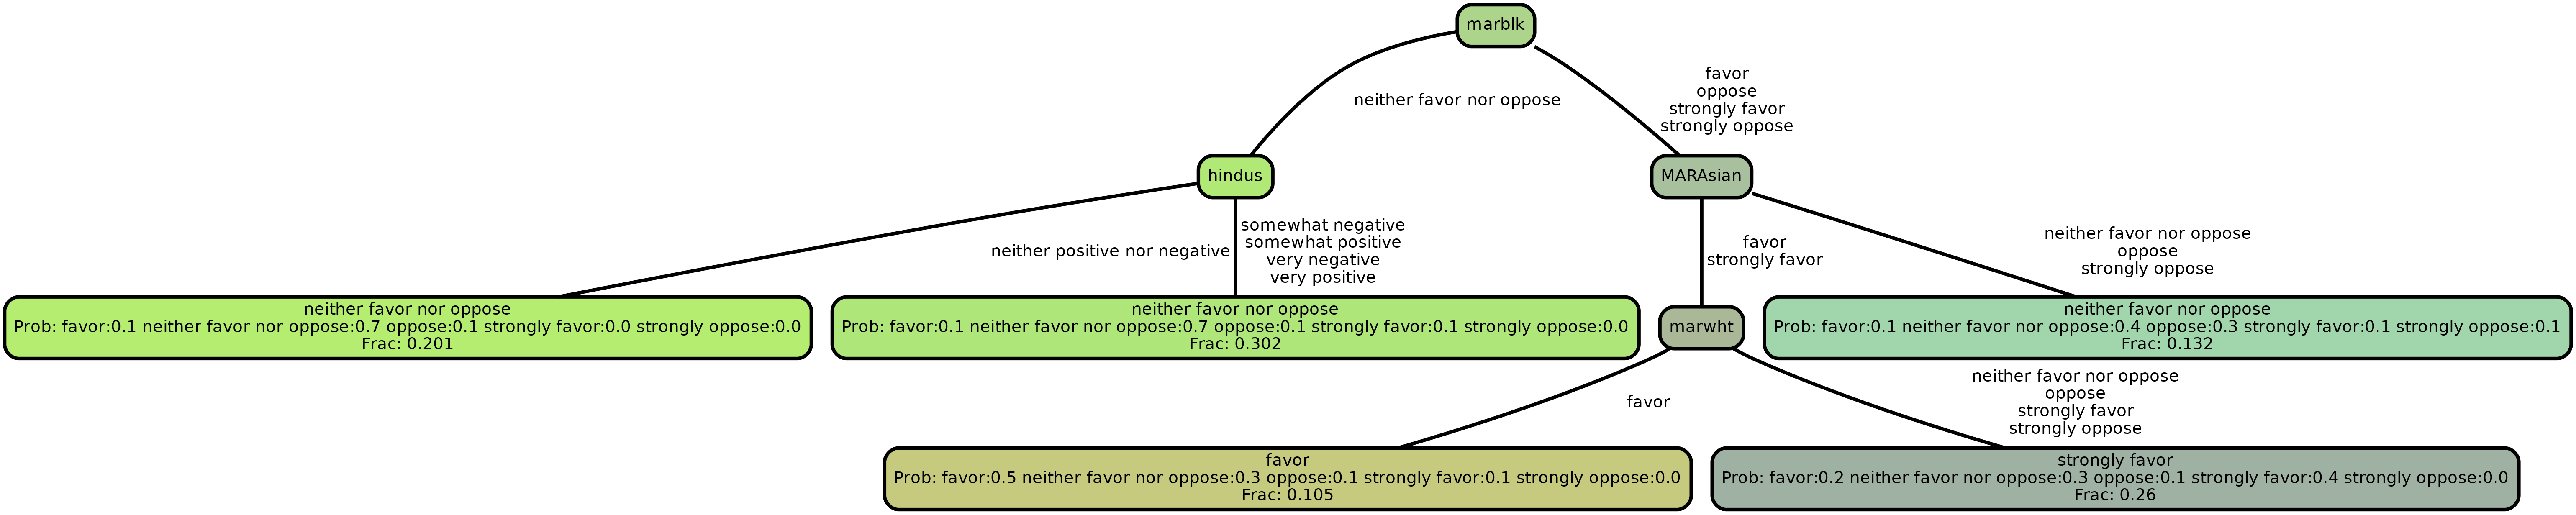 marblk
neither favor nor oppose
favor
oppose
strongly favor
strongly oppose
hindus
MARAsian
neither positive nor negative
somewhat negative
somewhat positive
very negative
very positive
favor
strongly favor
neither favor nor oppose
oppose
strongly oppose
neither favor nor oppose
Prob: favor:0.1 neither favor nor oppose:0.7 oppose:0.1 strongly favor:0.0 strongly oppose:0.0
Frac: 0.201
neither favor nor oppose
Prob: favor:0.1 neither favor nor oppose:0.7 oppose:0.1 strongly favor:0.1 strongly oppose:0.0
Frac: 0.302
marwht
neither favor nor oppose
Prob: favor:0.1 neither favor nor oppose:0.4 oppose:0.3 strongly favor:0.1 strongly oppose:0.1
Frac: 0.132
favor
neither favor nor oppose
oppose
strongly favor
strongly oppose
favor
Prob: favor:0.5 neither favor nor oppose:0.3 oppose:0.1 strongly favor:0.1 strongly oppose:0.0
Frac: 0.105
strongly favor
Prob: favor:0.2 neither favor nor oppose:0.3 oppose:0.1 strongly favor:0.4 strongly oppose:0.0
Frac: 0.26